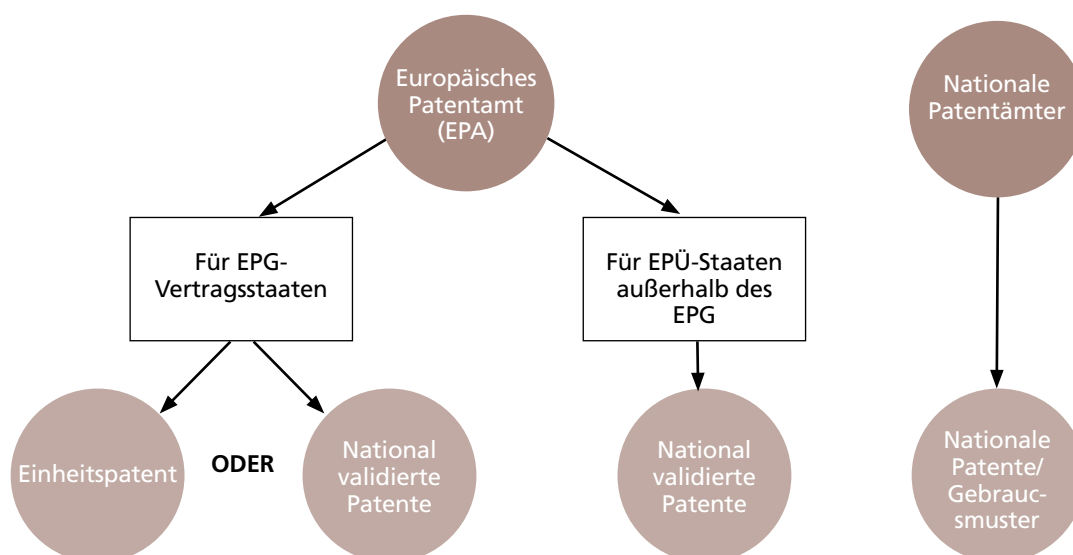 Europäisches
Patentamt
(EPA)
Nationale
Patentämter
Für EPG-
Vertragsstaaten
Für EPÜ-Staaten
außerhalb des
EPG
Einheitspatent
ODER
National
validierte
Patente
National
validierte
Patente
Nationale
Patente/
Gebrauc-
smuster